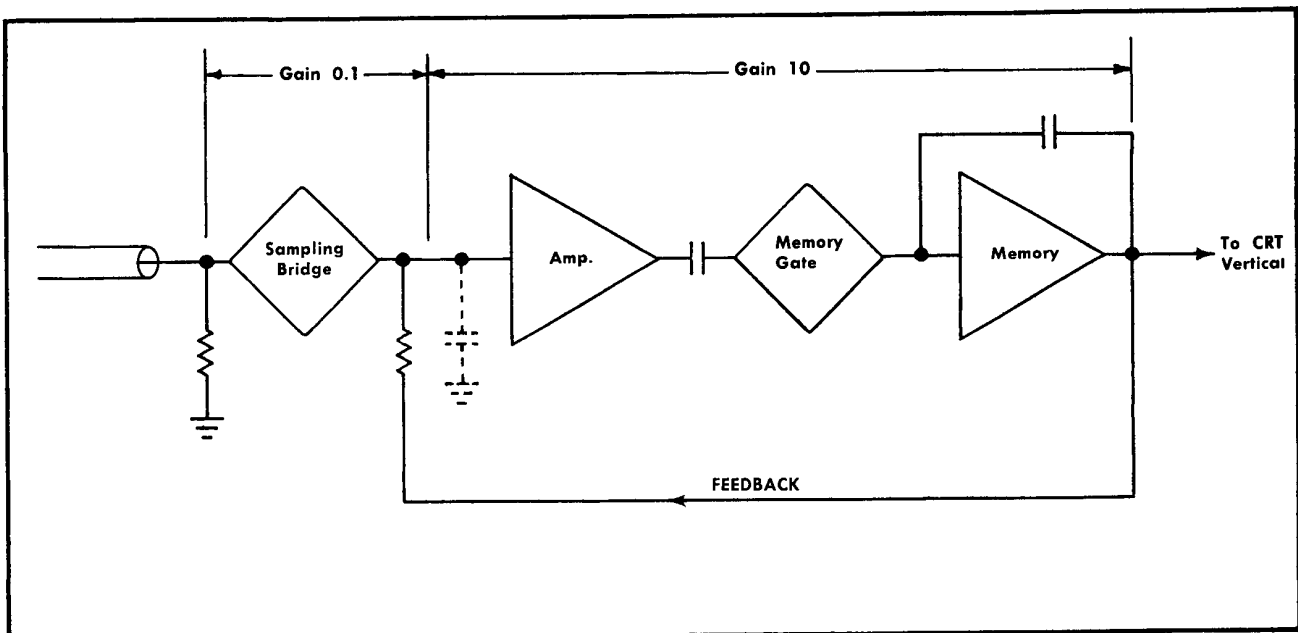 Gain 0.1
Gain 10
Sampling
Bridge
Amp.
Memory
Gate
Memory
To CRT
Vertical
FEEDBACK